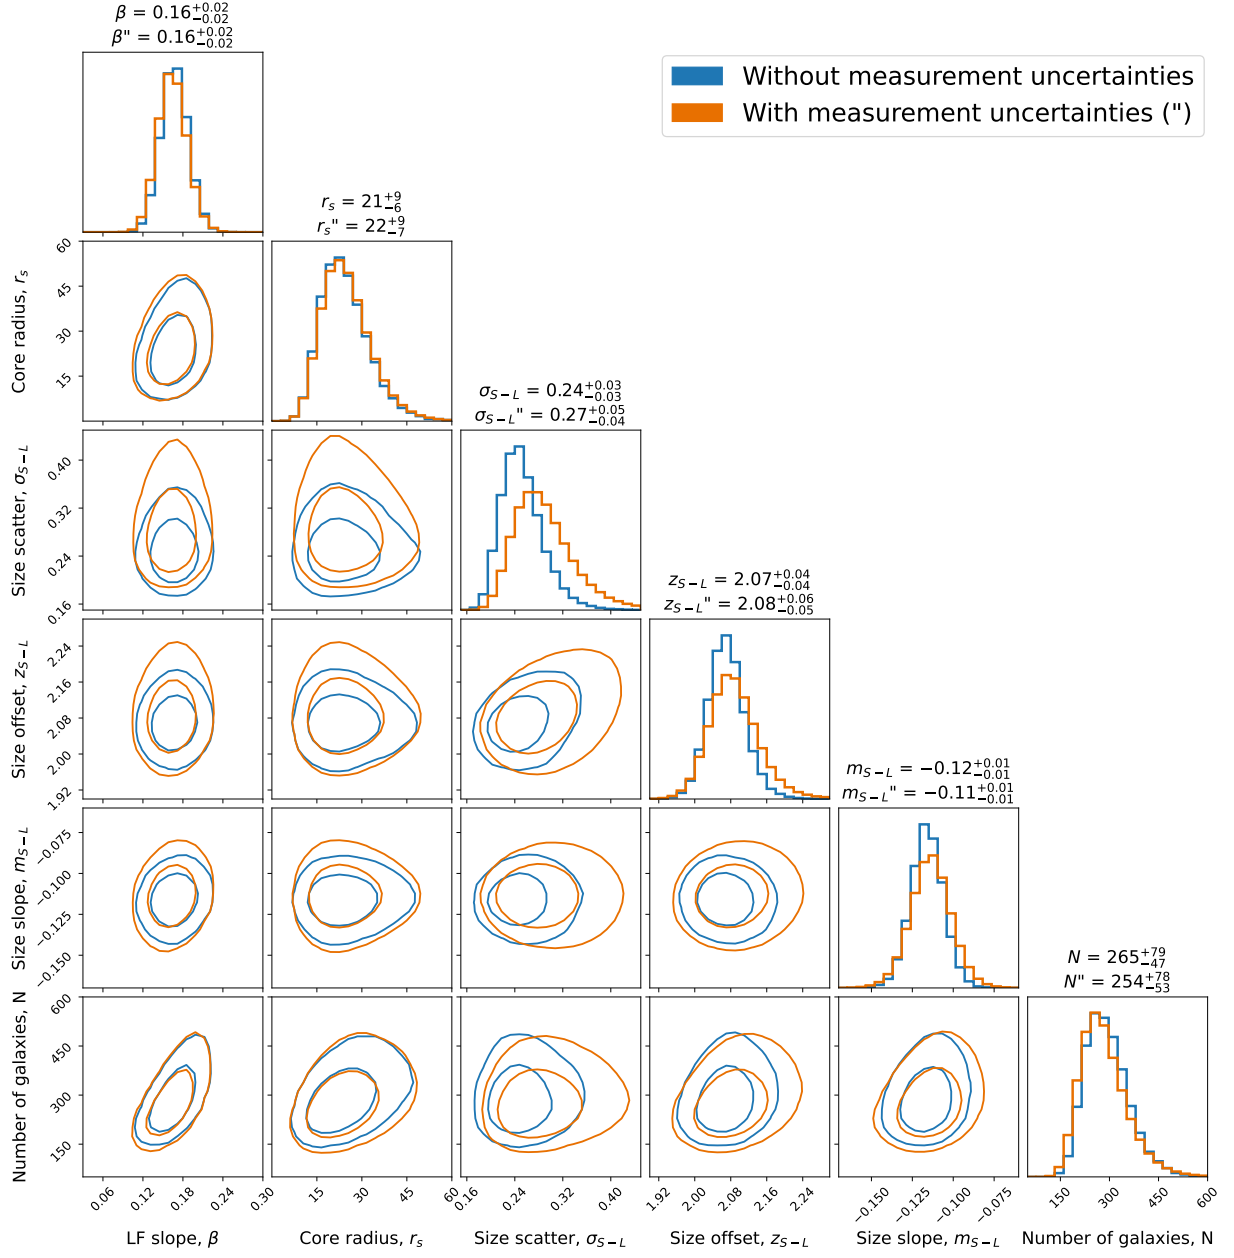 β = 0.16+0.02 −0.02
β" = 0.16+0.02 −0.02
Without measurement uncertainties
With measurement uncertainties (")
rs = 21+9 −6
rs" = 22+9 −7
60
45
30
15
Core radius, rs
σS−L = 0.24+0.03 −0.03
σS−L" = 0.27+0.05 −0.04
0.40
0.32
0.24
0.16
Size scatter, σS−L
zS−L = 2.07+0.04 −0.04
zS−L" = 2.08+0.06 −0.05
2.24
2.16
2.08
2.00
1.92
Size offset, zS−L
mS−L = −0.12+0.01 −0.01
mS−L" = −0.11+0.01 −0.01
−0.075
−0.100
−0.125
−0.150
Size slope, mS−L
N = 265+79 −47
N" = 254+78 −53
600
450
300
150
Number of galaxies, N
0.06 0.12 0.18 0.24 0.30
15 30 45 60
0.16 0.24 0.32 0.40
1.92 2.00 2.08 2.16 2.24
−0.150 −0.125 −0.100 −0.075
150 300 450 600
LF slope, β
Core radius, rs
Size scatter, σS−L
Size offset, zS−L
Size slope, mS−L
Number of galaxies, N